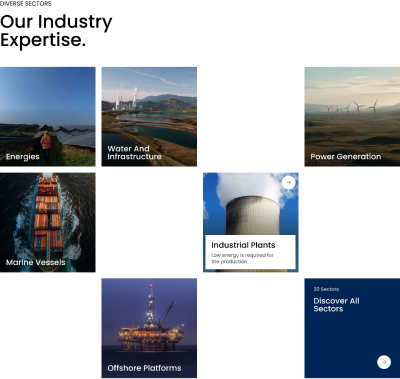 DIVERSE SECTORS
Our Industry
Expertise.
Energies
Water And
Infrastructure
Power Generation
Marine Vessels
Industrial Plants
Low energy is required for
the production.
Offshore Platforms
30 Sectors
Discover All
Sectors